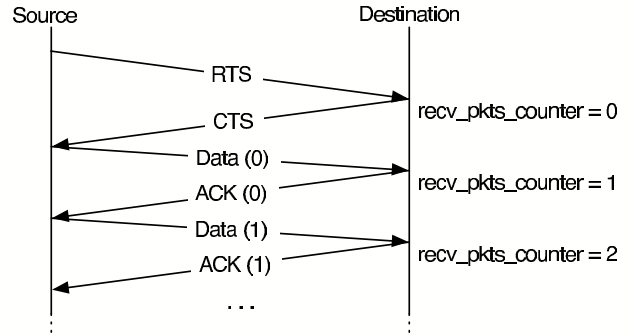 Source
Destination
RTS
recv_pkts_counter = 0
CTS
Data (0)
recv_pkts_counter = 1
ACK (0)
Data (1)
recv_pkts_counter = 2
ACK (1)
...